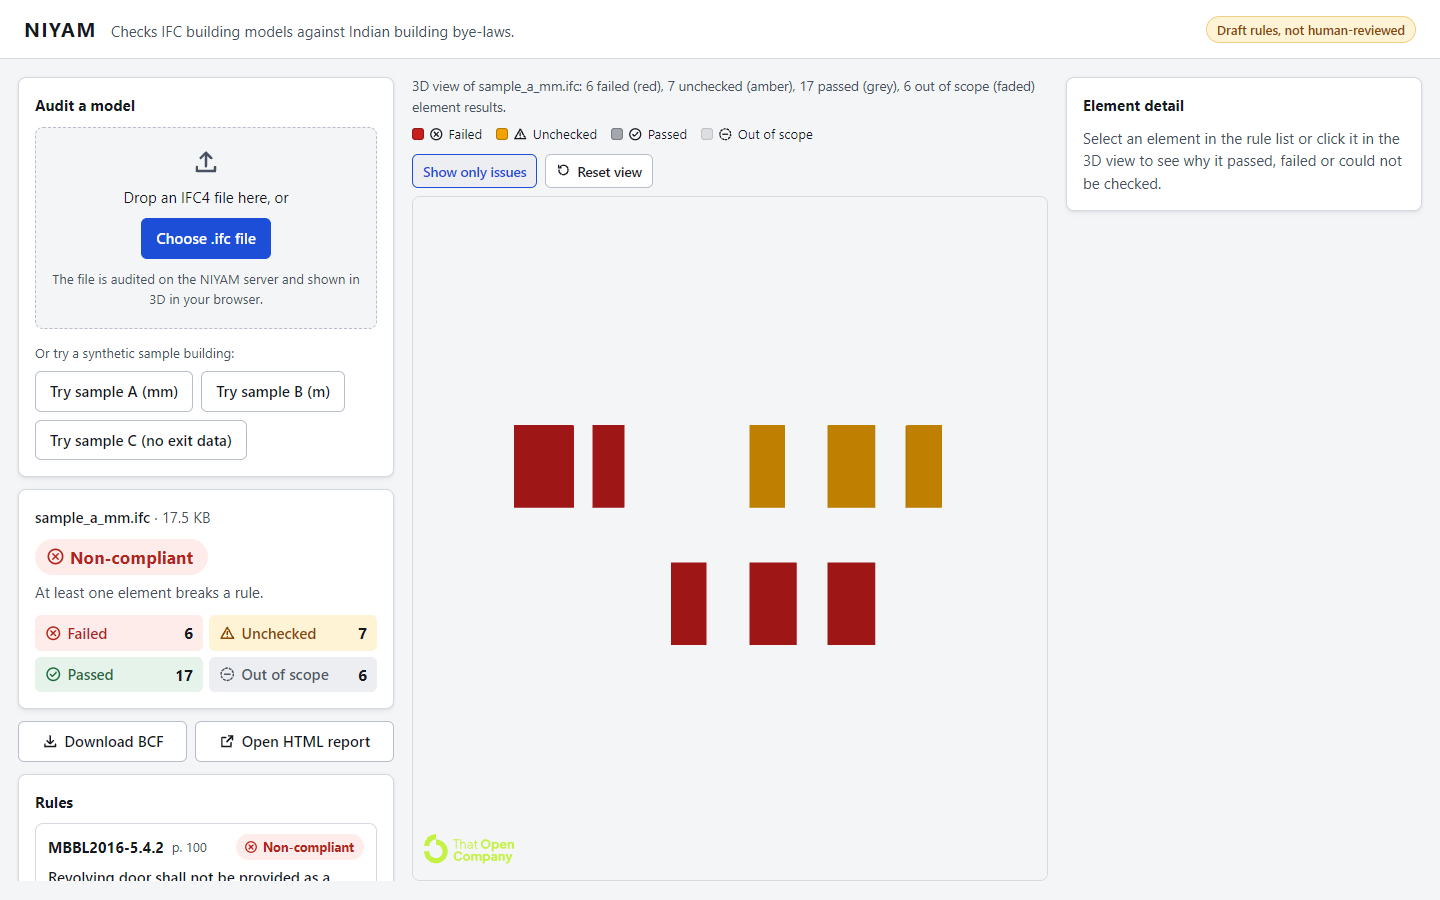 NIYAM
Checks IFC building models against Indian building bye-laws.
Draft rules, not human-reviewed
Audit a model
Drop an IFC4 file here, or
Choose .ifc file
The file is audited on the NIYAM server and shown in
3D in your browser.
Or try a synthetic sample building:
Try sample A (mm)
Try sample B (m)
Try sample C (no exit data)
sample_a_mm.ifc · 17.5 KB
Non-compliant
At least one element breaks a rule.
Failed 6
Unchecked 7
Passed 17
Out of scope 6
Download BCF
Open HTML report
Rules
MBBL2016-5.4.2 p. 100
Non-compliant
Revolving door shall not be provided as a
3D view of sample_a_mm.ifc: 6 failed (red), 7 unchecked (amber), 17 passed (grey), 6 out of scope (faded)
element results.
Failed
Unchecked
Passed
Out of scope
Show only issues
Reset view
That Open
Company
Element detail
Select an element in the rule list or click it in the
3D view to see why it passed, failed or could not
be checked.